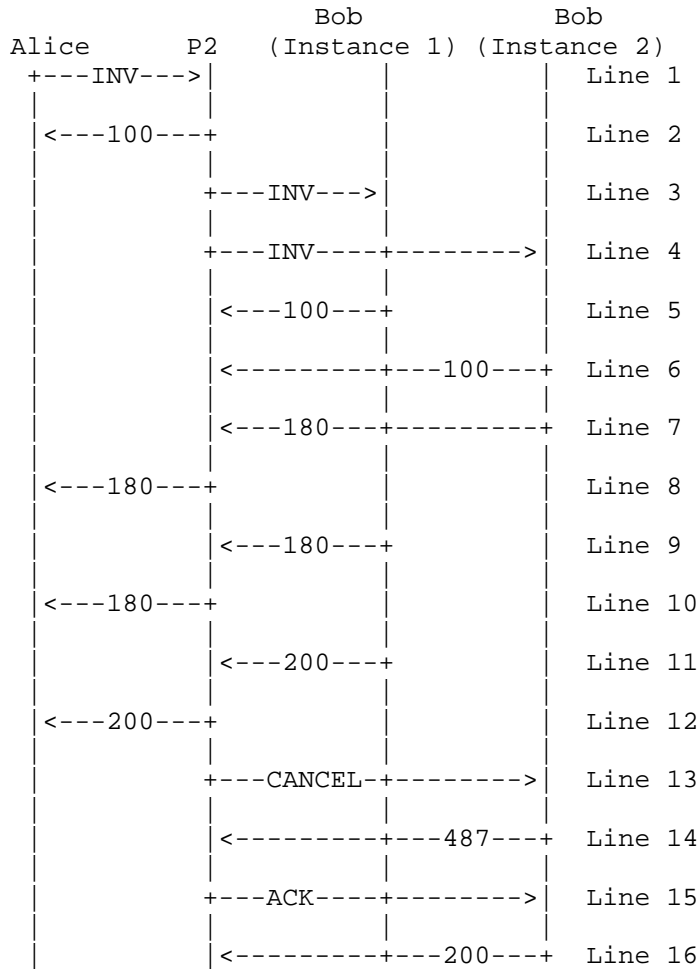 Bob Bob
Alice P2 (Instance 1) (Instance 2)
+---INV--->| | | Line 1
| | | |
|<---100---+ | | Line 2
| | | |
| +---INV--->| | Line 3
| | | |
| +---INV----+-------->| Line 4
| | | |
| |<---100---+ | Line 5
| | | |
| |<---------+---100---+ Line 6
| | | |
| |<---180---+---------+ Line 7
| | | |
|<---180---+ | | Line 8
| | | |
| |<---180---+ | Line 9
| | | |
|<---180---+ | | Line 10
| | | |
| |<---200---+ | Line 11
| | | |
|<---200---+ | | Line 12
| | | |
| +---CANCEL-+-------->| Line 13
| | | |
| |<---------+---487---+ Line 14
| | | |
| +---ACK----+-------->| Line 15
| | | |
| |<---------+---200---+ Line 16